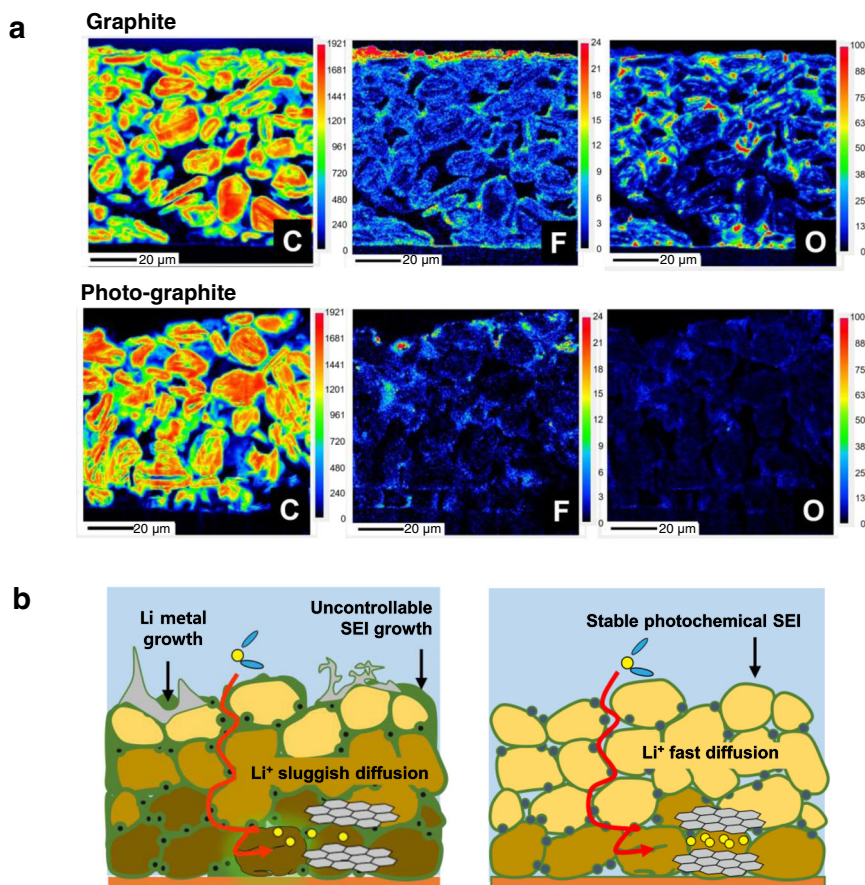 a
Graphite
1921
1681
1441
1201
961
720
480
240
0
C
20 μm
24
21
18
15
12
9
6
3
0
F
20 μm
100
88
75
63
50
38
25
13
0
O
20 μm
Photo-graphite
1921
1681
1441
1201
961
720
480
240
0
C
20 μm
24
21
18
15
12
9
6
3
0
F
20 μm
100
88
75
63
50
38
25
13
0
O
20 μm
b
Li metal
growth
Uncontrollable
SEI growth
Li⁺ sluggish diffusion
Stable photochemical SEI
Li⁺ fast diffusion